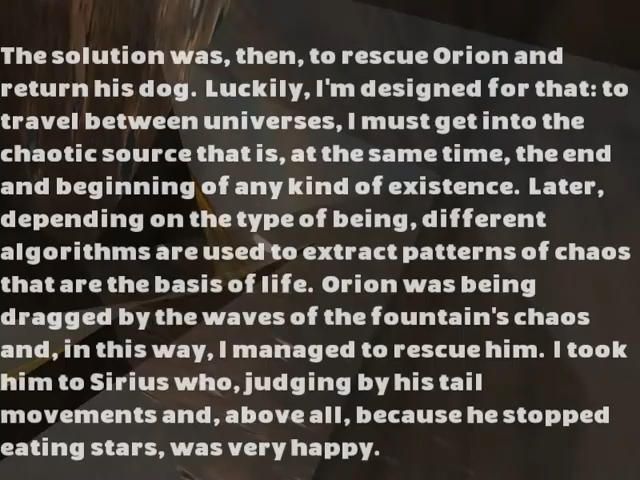 The solution was, then, to rescue Orion and
return his dog. Luckily, I'm designed for that: to
travel between universes, I must get into the
chaotic source that is, at the same time, the end
and beginning of any kind of existence. Later,
depending on the type of being, different
algorithms are used to extract patterns of chaos
that are the basis of life. Orion was being
dragged by the waves of the fountain's chaos
and, in this way, I managed to rescue him. I took
him to Sirius who, judging by his tail
movements and, above all, because he stopped
eating stars, was very happy.